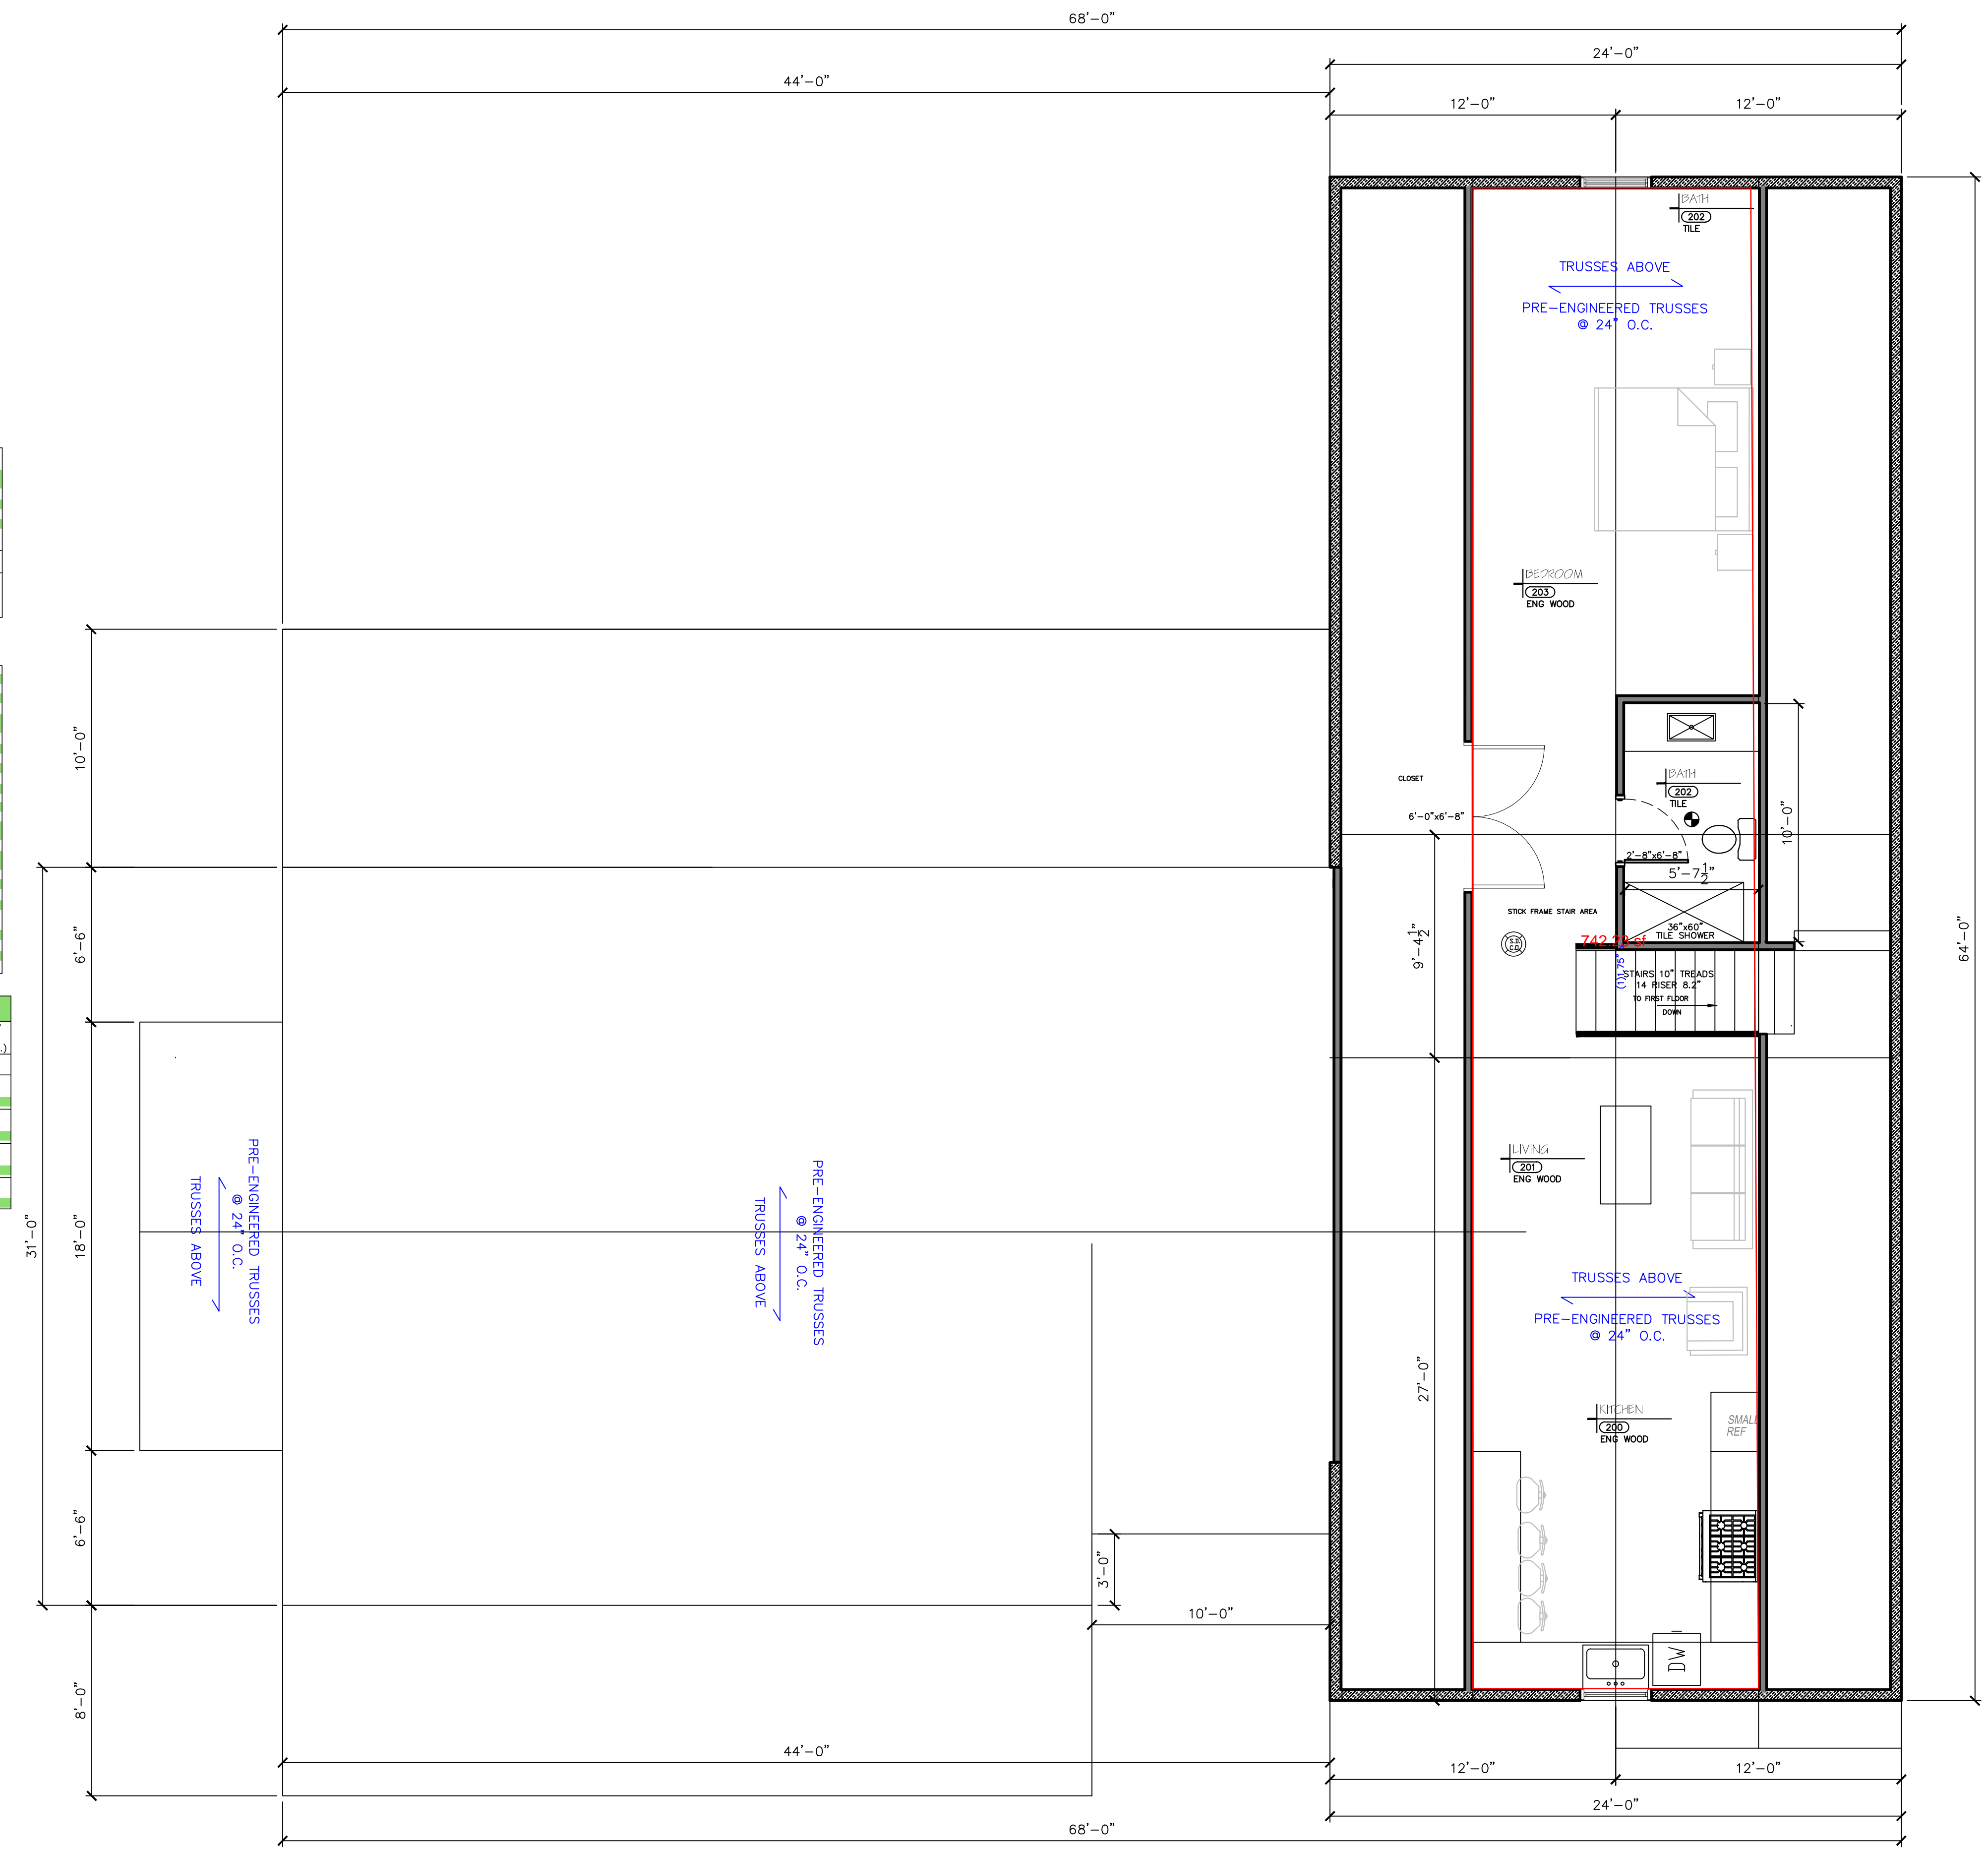 68'-0"
24'-0"
44'-0"
12'-0"
12'-0"
BATH
202
TILE
TRUSSES ABOVE
PRE-ENGINEERED TRUSSES
@ 24" O.C.
BEDROOM
203
ENG WOOD
10'-0"
CLOSET
6'-0"x6'-8"
BATH
202
TILE
10'-0"
2'-8"x6'-8"
5'-7 1/2"
STICK FRAME STAIR AREA
36"x60"
TILE SHOWER
S.D.
C.D.
6'-6"
9'-4 1/2"
64'-0"
(1)1.75"
STAIRS 10" TREADS
14 RISER 8.2"
TO FIRST FLOOR
DOWN
.)
31'-0"
18'-0"
PRE-ENGINEERED TRUSSES
@ 24" O.C.
TRUSSES ABOVE
PRE-ENGINEERED TRUSSES
@ 24" O.C.
TRUSSES ABOVE
LIVING
201
ENG WOOD
TRUSSES ABOVE
PRE-ENGINEERED TRUSSES
@ 24" O.C.
27'-0"
KITCHEN
200
ENG WOOD
SMALL
REF
6'-6"
3'-0"
10'-0"
DW
8'-0"
44'-0"
12'-0"
12'-0"
24'-0"
68'-0"